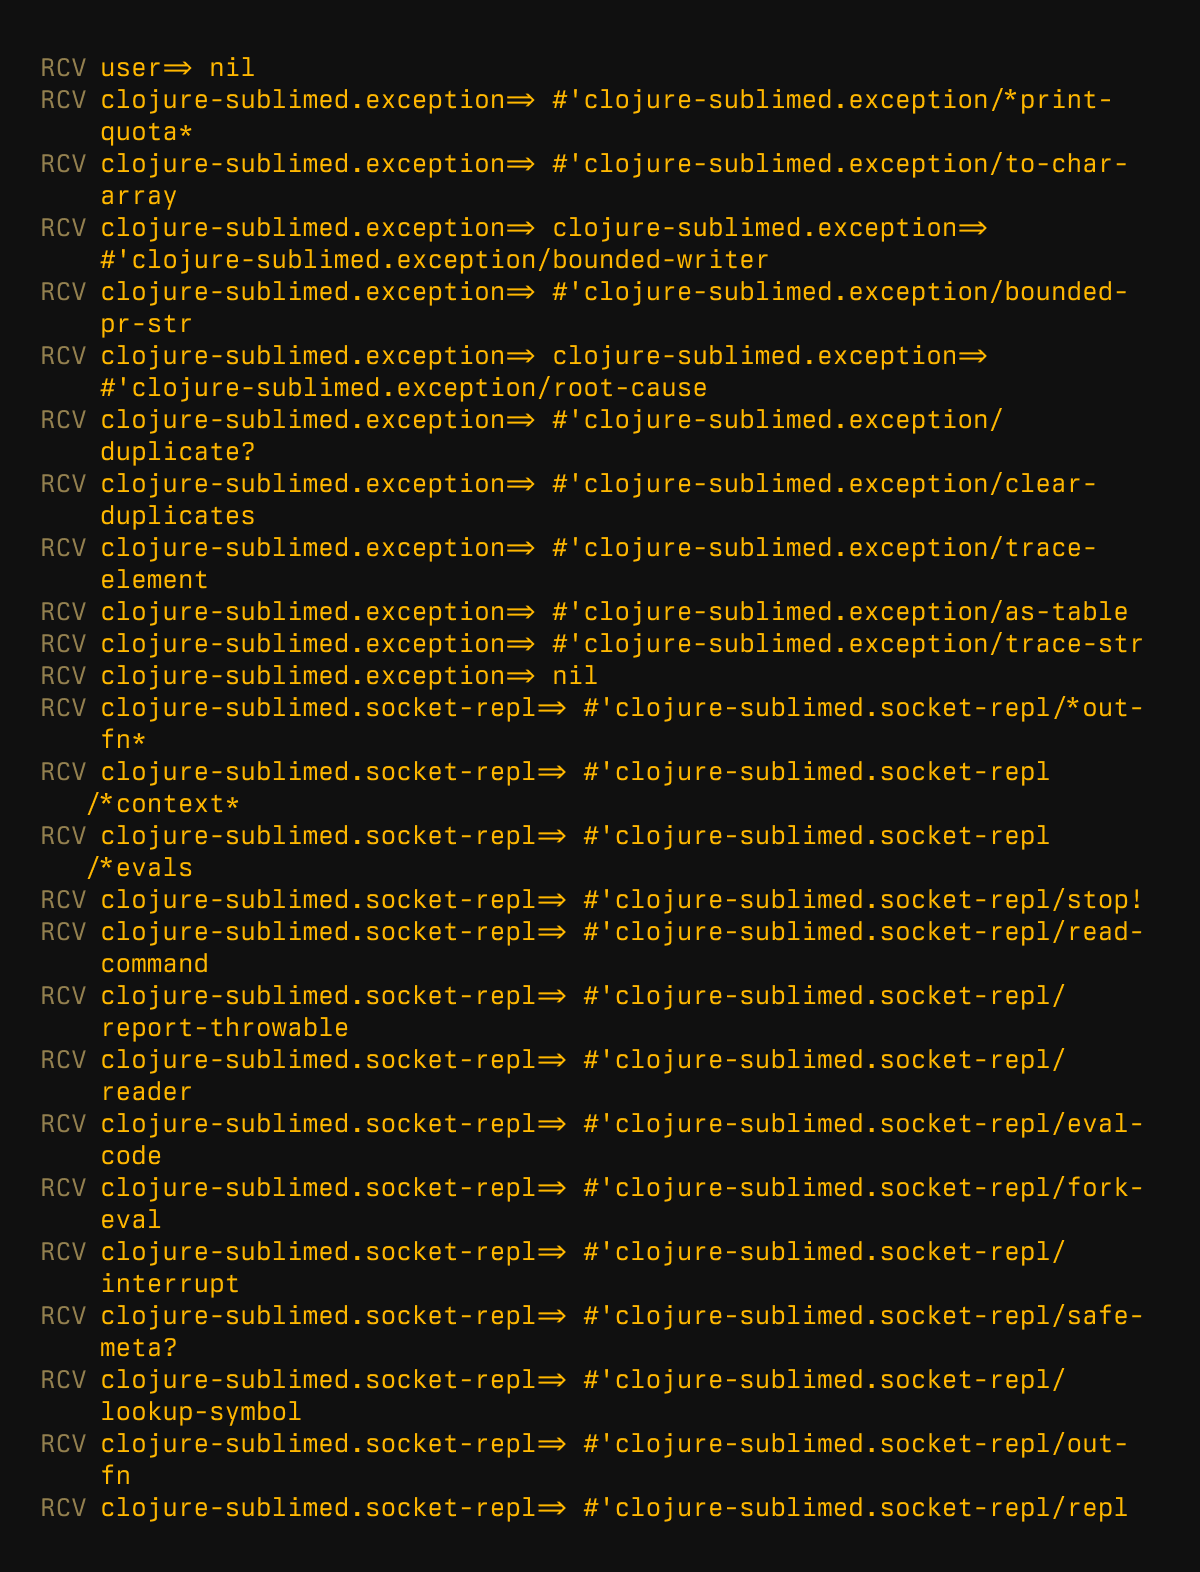 RCV user=> nil
RCV clojure-sublimed.exception=> #'clojure-sublimed.exception/*print-
quota*
RCV clojure-sublimed.exception=> #'clojure-sublimed.exception/to-char-
array
RCV clojure-sublimed.exception=> clojure-sublimed.exception=>
#'clojure-sublimed.exception/bounded-writer
RCV clojure-sublimed.exception=> #'clojure-sublimed.exception/bounded-
pr-str
RCV clojure-sublimed.exception=> clojure-sublimed.exception=>
#'clojure-sublimed.exception/root-cause
RCV clojure-sublimed.exception=> #'clojure-sublimed.exception/
duplicate?
RCV clojure-sublimed.exception=> #'clojure-sublimed.exception/clear-
duplicates
RCV clojure-sublimed.exception=> #'clojure-sublimed.exception/trace-
element
RCV clojure-sublimed.exception=> #'clojure-sublimed.exception/as-table
RCV clojure-sublimed.exception=> #'clojure-sublimed.exception/trace-str
RCV clojure-sublimed.exception=> nil
RCV clojure-sublimed.socket-repl=> #'clojure-sublimed.socket-repl/*out-
fn*
RCV clojure-sublimed.socket-repl=> #'clojure-sublimed.socket-repl
/*context*
RCV clojure-sublimed.socket-repl=> #'clojure-sublimed.socket-repl
/*evals
RCV clojure-sublimed.socket-repl=> #'clojure-sublimed.socket-repl/stop!
RCV clojure-sublimed.socket-repl=> #'clojure-sublimed.socket-repl/read-
command
RCV clojure-sublimed.socket-repl=> #'clojure-sublimed.socket-repl/
report-throwable
RCV clojure-sublimed.socket-repl=> #'clojure-sublimed.socket-repl/
reader
RCV clojure-sublimed.socket-repl=> #'clojure-sublimed.socket-repl/eval-
code
RCV clojure-sublimed.socket-repl=> #'clojure-sublimed.socket-repl/fork-
eval
RCV clojure-sublimed.socket-repl=> #'clojure-sublimed.socket-repl/
interrupt
RCV clojure-sublimed.socket-repl=> #'clojure-sublimed.socket-repl/safe-
meta?
RCV clojure-sublimed.socket-repl=> #'clojure-sublimed.socket-repl/
lookup-symbol
RCV clojure-sublimed.socket-repl=> #'clojure-sublimed.socket-repl/out-
fn
RCV clojure-sublimed.socket-repl=> #'clojure-sublimed.socket-repl/repl